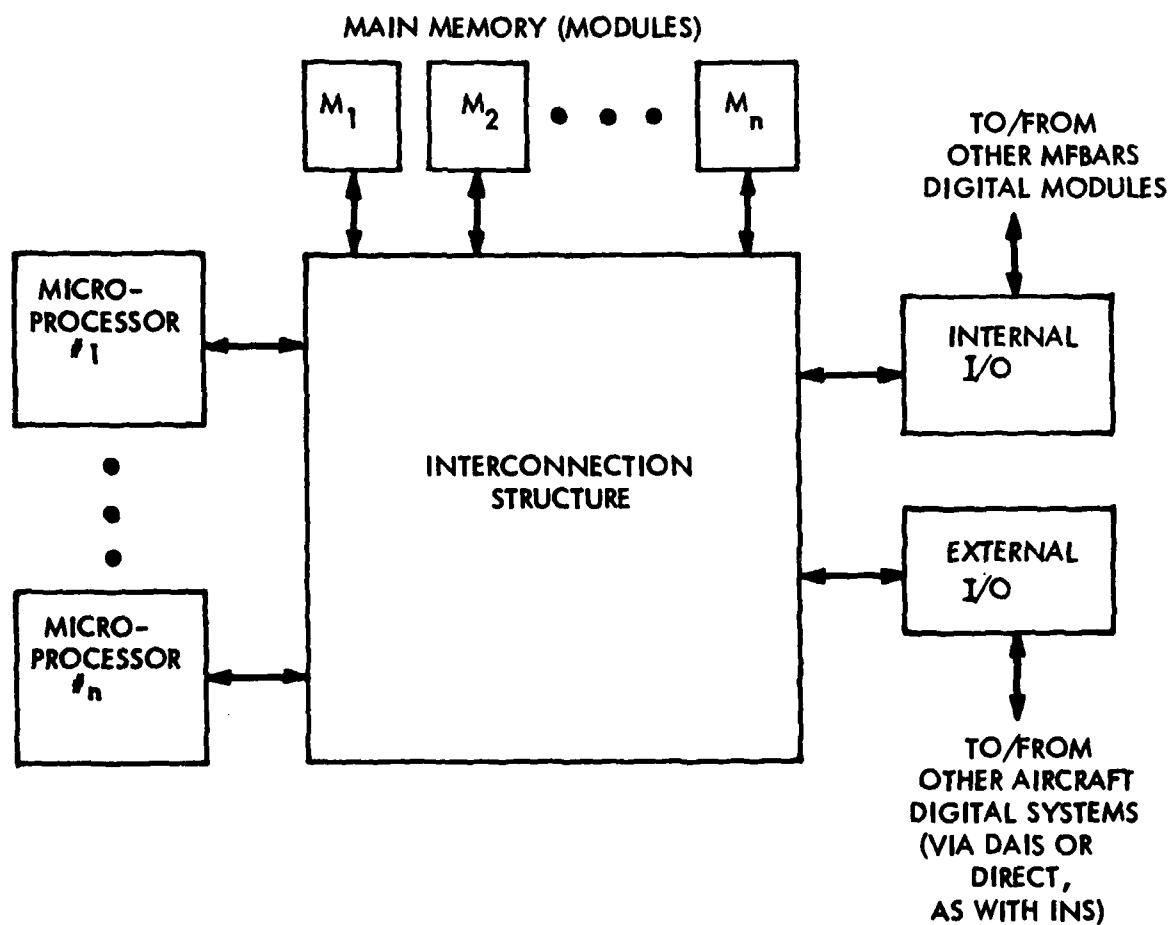 MAIN MEMORY (MODULES)
M1
M2
Mn
TO/FROM
OTHER MFBARS
DIGITAL MODULES
MICRO-
PROCESSOR
#1
INTERNAL
I/O
INTERCONNECTION
STRUCTURE
EXTERNAL
I/O
MICRO-
PROCESSOR
#n
TO/FROM
OTHER AIRCRAFT
DIGITAL SYSTEMS
(VIA DAIS OR
DIRECT,
AS WITH INS)